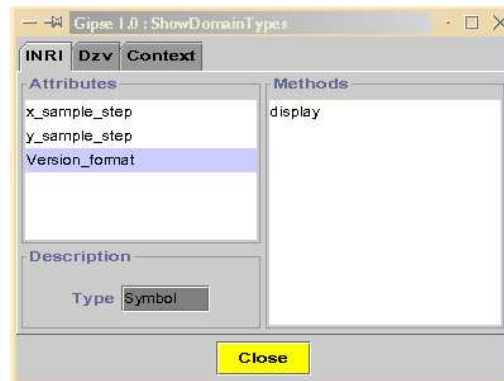 Gipse 1.0 : ShowDomainTypes
INRI Dzv Context
Attributes
x_sample_step
y_sample_step
Version_format
Methods
display
Description
Type Symbol
Close